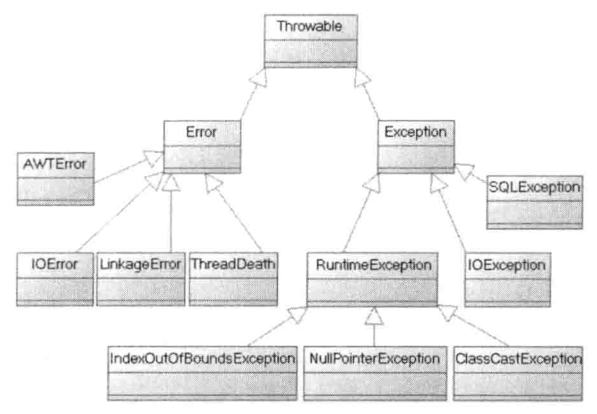 Throwable
Error
Exception
AWTError
SQLException
IOError
LinkageError
ThreadDeath
RuntimeException
IOException
IndexOutOfBoundsException
NullPointerException
ClassCastException